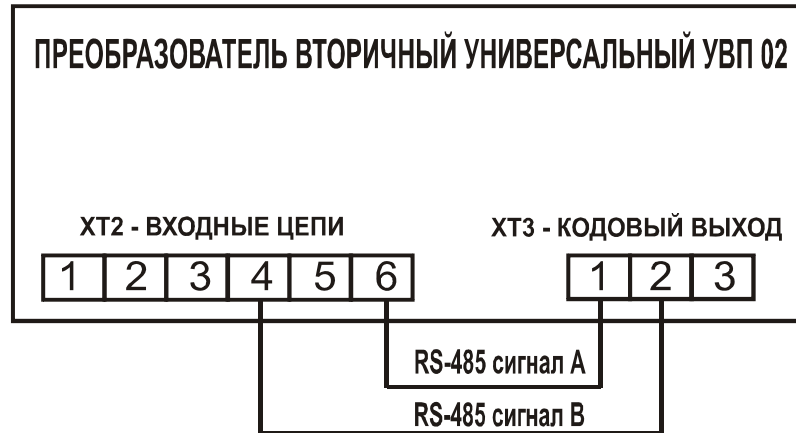 ПРЕОБРАЗОВАТЕЛЬ ВТОРИЧНЫЙ УНИВЕРСАЛЬНЫЙ УВП 02
ХТ2 - ВХОДНЫЕ ЦЕПИ
ХТ3 - КОДОВЫЙ ВЫХОД
1 2 3 4 5 6
1 2 3
RS-485 сигнал А
RS-485 сигнал В